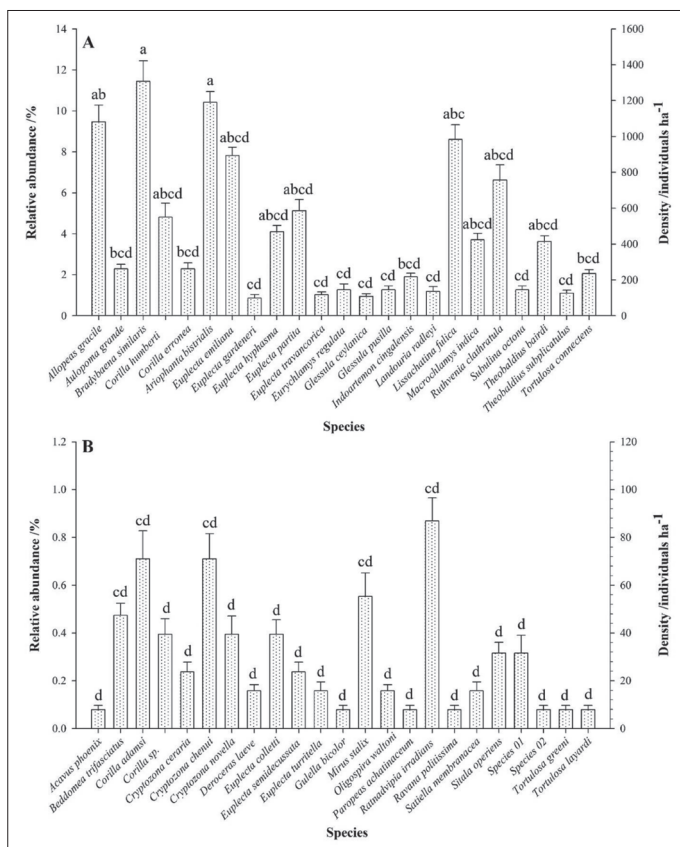 A
Relative abundance /%
Density /individuals ha-1
14
12
10
8
6
4
2
0
1600
1400
1200
1000
800
600
400
200
0
ab
bcd
a
abcd
bcd
a
abcd
cd
abcd
abcd
cd
cd
cd
cd
bcd
cd
abc
abcd
abcd
cd
abcd
cd
bcd
Allopeas gracile
Aulopoma grande
Bradybaena similaris
Corilla humberti
Corilla erronea
Ariophanta bistrialis
Euplecta emiliana
Euplecta gardeneri
Euplecta hyphasma
Euplecta partita
Euplecta travancorica
Eurychlamys regulata
Glessula ceylanica
Glessula pusilla
Indoartemon cingalensis
Landouria radleyi
Lissachatina fulica
Macrochlamys indica
Ruthvenia clathratula
Subulina octona
Theobaldius bairdi
Theobaldius subplicatulus
Tortulosa connectens
Species
B
Relative abundance /%
Density /individuals ha-1
1.2
1.0
0.8
0.6
0.4
0.2
0.0
120
100
80
60
40
20
0
d
cd
cd
d
d
cd
d
d
d
d
d
d
cd
d
d
cd
d
d
d
d
d
d
d
Acavus phoenix
Beddomea trifasciatus
Corilla adamsi
Corilla sp.
Cryptozona ceraria
Cryptozona chenui
Cryptozona novella
Deroceras laeve
Euplecta colletti
Euplecta semidecussata
Euplecta turritella
Gulella bicolor
Mirus stalix
Oligospira waltoni
Paropeas achatinaceum
Ratnadvipia irradians
Ravana politissima
Satiella membranacea
Sitala operiens
Species 01
Species 02
Tortulosa greeni
Tortulosa layardi
Species